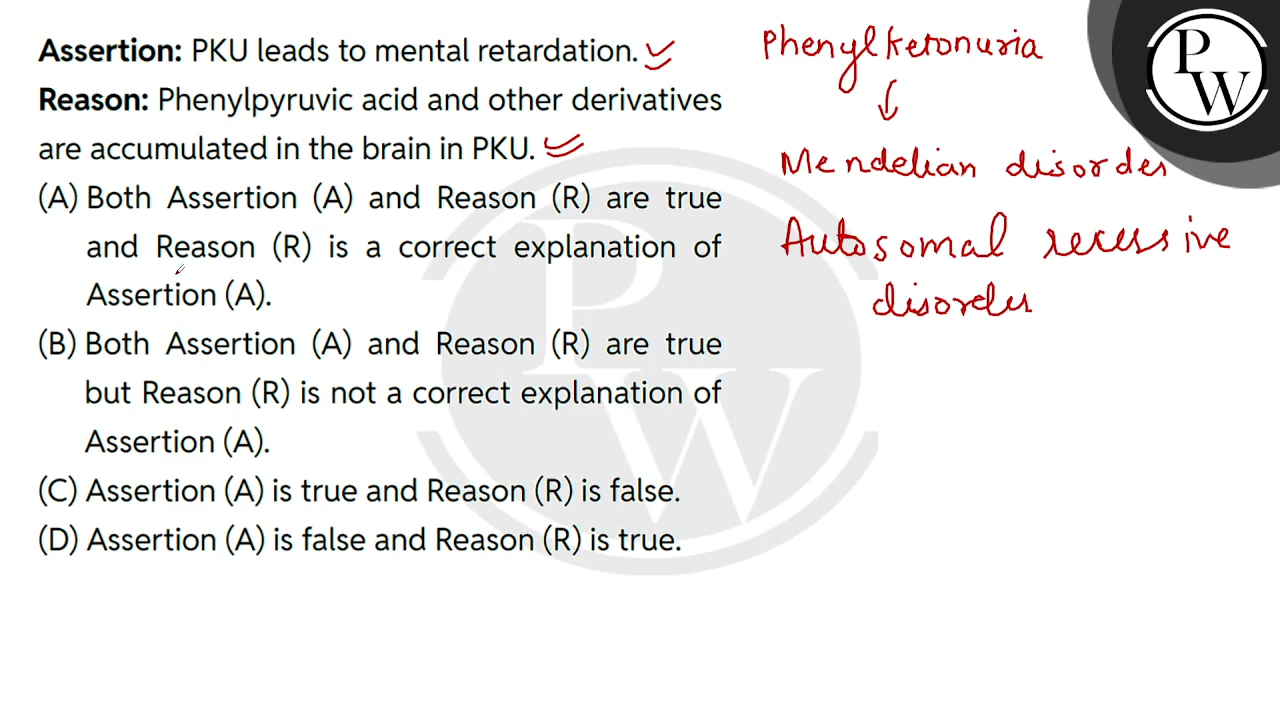 Assertion: PKU leads to mental retardation.
Reason: Phenylpyruvic acid and other derivatives
are accumulated in the brain in PKU.
(A) Both Assertion (A) and Reason (R) are true
and Reason (R) is a correct explanation of
Assertion (A).
(B) Both Assertion (A) and Reason (R) are true
but Reason (R) is not a correct explanation of
Assertion (A).
(C) Assertion (A) is true and Reason (R) is false.
(D) Assertion (A) is false and Reason (R) is true.
Phenylketonuria
Mendelian disorder
Autosomal recessive
disorder
P
W
P
W